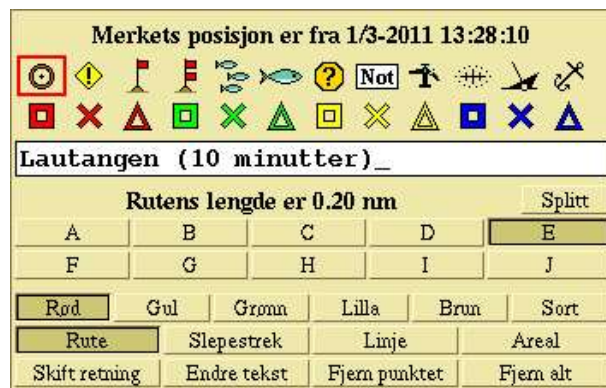 Merkets posisjon er fra 1/3-2011 13:28:10
? Not
Lautangen (10 minutter)_
Rutens lengde er 0.20 nm Splitt
A B C D E
F G H I J
Rød Gul Grønn Lilla Brun Sort
Rute Slepestrek Linje Areal
Skift retning Endre tekst Fjern punktet Fjern alt